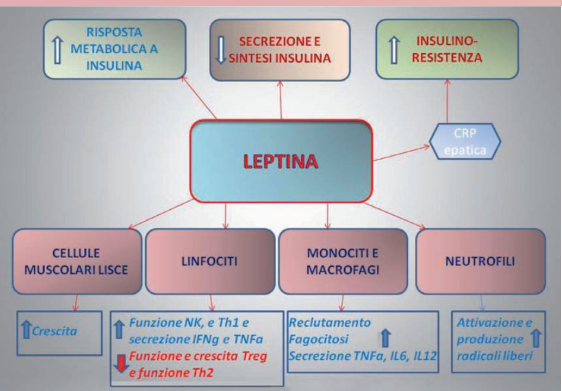 RISPOSTA
METABOLICA A
INSULINA
SECREZIONE E
SINTESI INSULINA
INSULINO-
RESISTENZA
CRP
epatica
LEPTINA
CELLULE
MUSCOLARI LISCE
LINFOCITI
MONOCITI E
MACROFAGI
NEUTROFILI
Crescita
Funzione NK, e Th1 e
secrezione IFNg e TNFa
Funzione e crescita Treg
e funzione Th2
Reclutamento
Fagocitosi
Secrezione TNFa, IL6, IL12
Attivazione e
produzione
radicali liberi